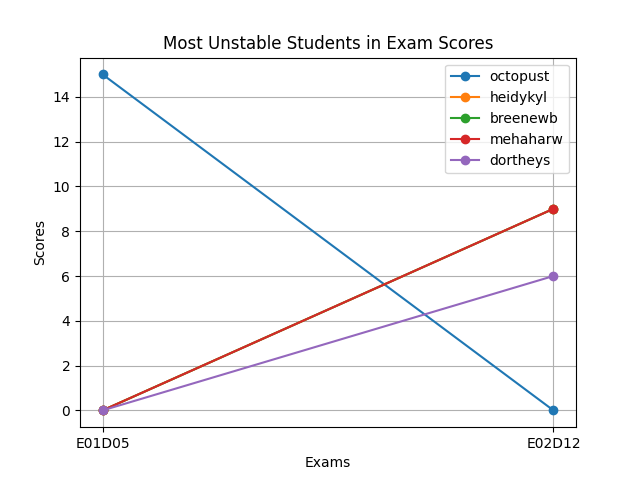 Most Unstable Students in Exam Scores
octopust
heidykyl
breenewb
mehaharw
dortheys
Scores
14
12
10
8
6
4
2
0
E01D05
E02D12
Exams